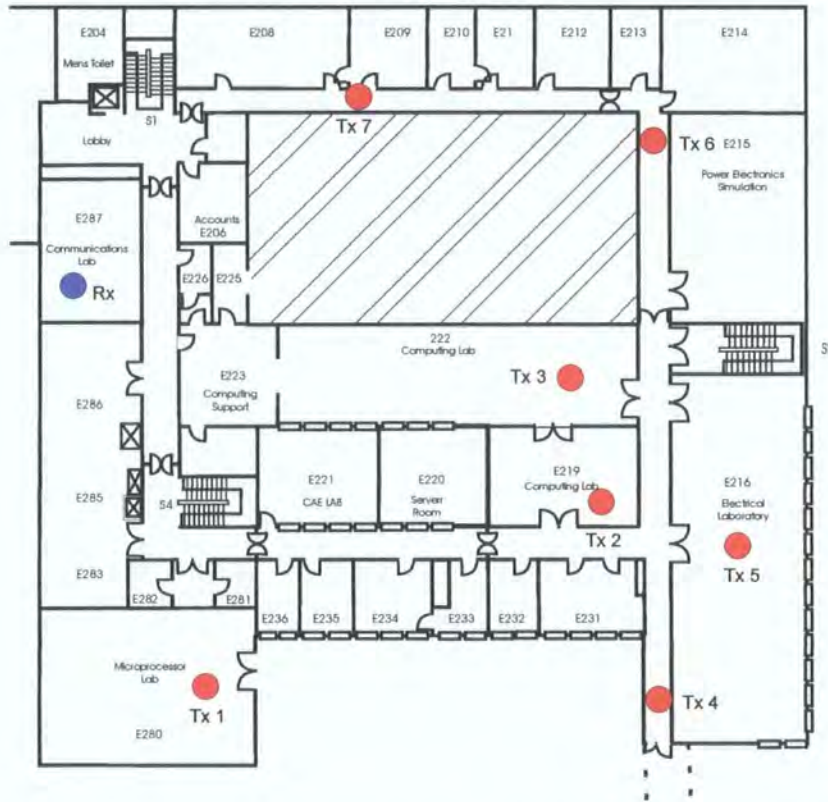 E204
E208
E209
E210
E21
E212
E213
E214
Mens Toilet
S1
Tx 7
Lobby
Tx 6
E215
Power Electronics
Simulation
E287
Accounts
E206
Communications
Lab
E226
E225
Rx
222
Computing Lab
S
Tx 3
E223
Computing
Support
E286
E221
E220
E219
E216
CAE LAB
Serverr
Room
Computing Lab
Electrical
Laboratory
E285
S4
Tx 2
Tx 5
E283
E282
E281
E236
E235
E234
E233
E232
E231
Microprocessor
Lab
Tx 1
Tx 4
E280